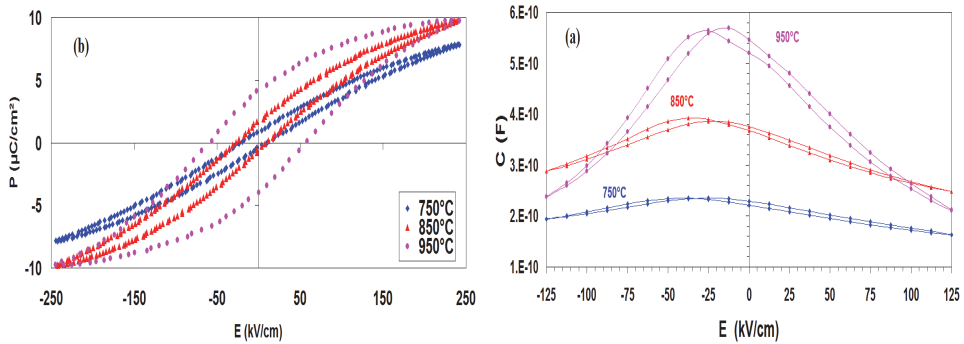 (b)
P (µC/cm²)
10
5
0
-5
-10
-250
-150
-50
50
150
250
E (kV/cm)
750°C
850°C
950°C
(a)
C (F)
6.E-10
5.E-10
4.E-10
3.E-10
2.E-10
1.E-10
950°C
850°C
750°C
-125
-100
-75
-50
-25
0
25
50
75
100
125
E (kV/cm)